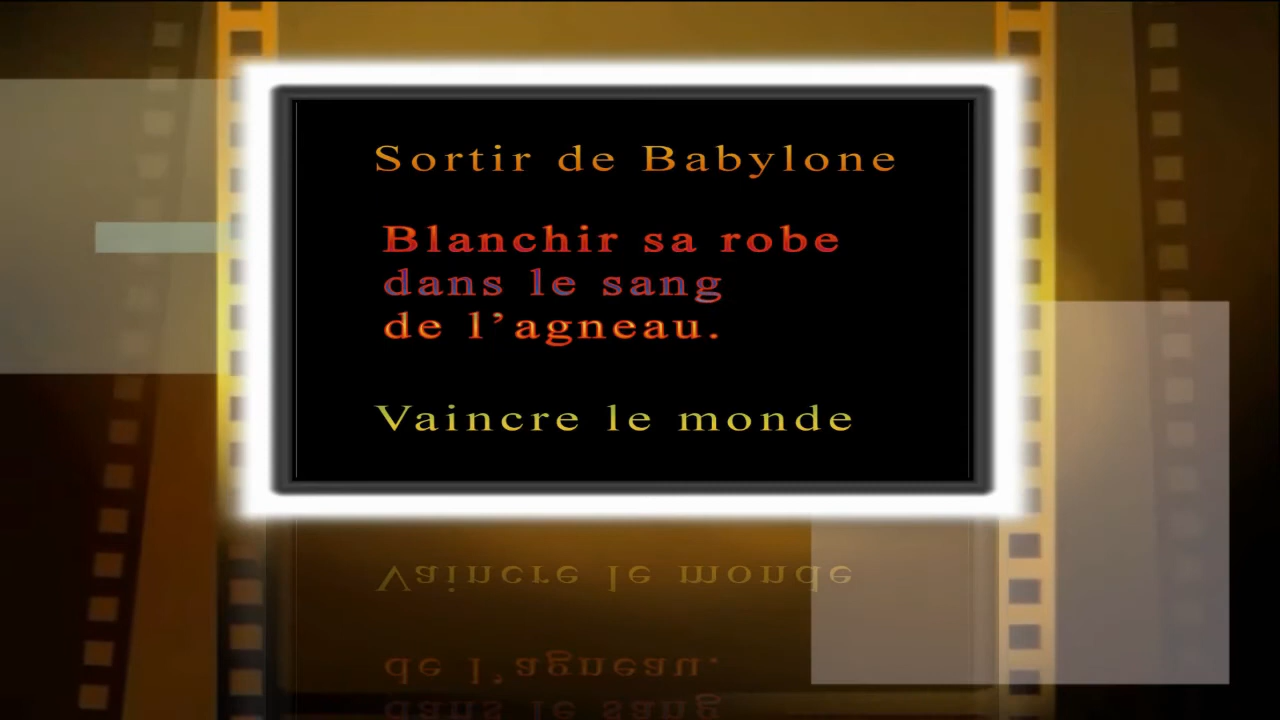 Sortir de Babylone
Blanchir sa robe
dans le sang
de l’agneau.
Vaincre le monde